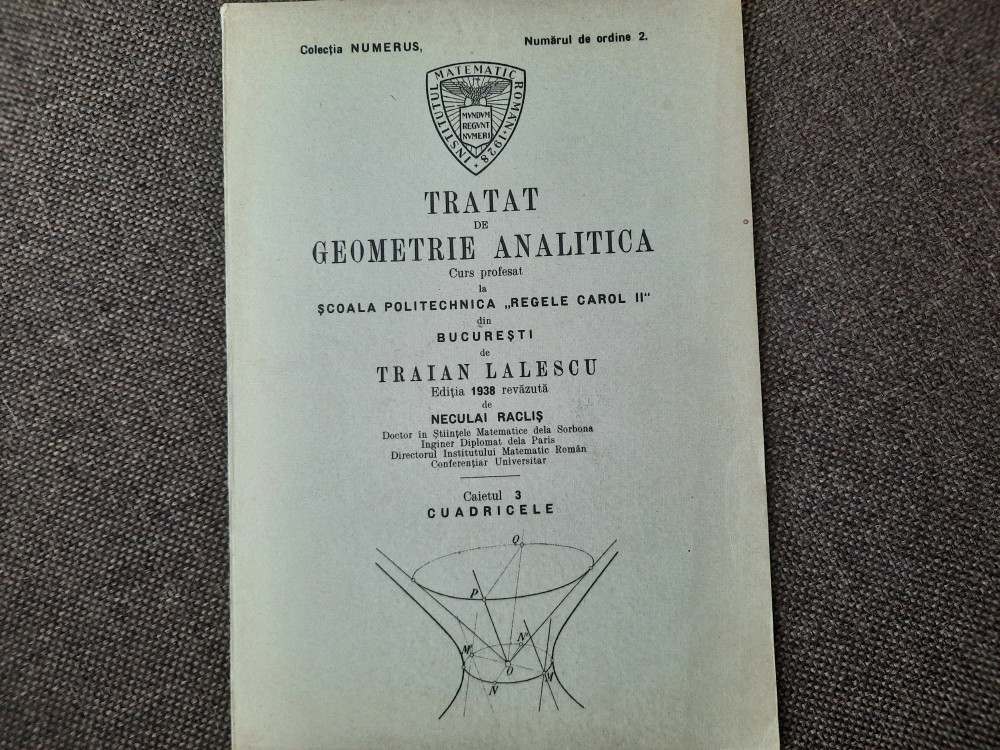 Colecția NUMERUS,
Numărul de ordine 2.
INSTITUTUL MATEMATIC ROMÂN • 1928
MVNDVM
REGVNT
NVMERI
TRATAT
DE
GEOMETRIE ANALITICA
Curs profesat
la
ȘCOALA POLITECHNICA „REGELE CAROL II"
din
BUCUREȘTI
de
TRAIAN LALESCU
Ediția 1938 revăzută
de
NECULAI RACLIȘ
Doctor în Științele Matematice dela Sorbona
Inginer Diplomat dela Paris
Directorul Institutului Matematic Român
Conferențiar Universitar
Caietul 3
CUADRICELE
Q
P
N'
M'
O
M
N